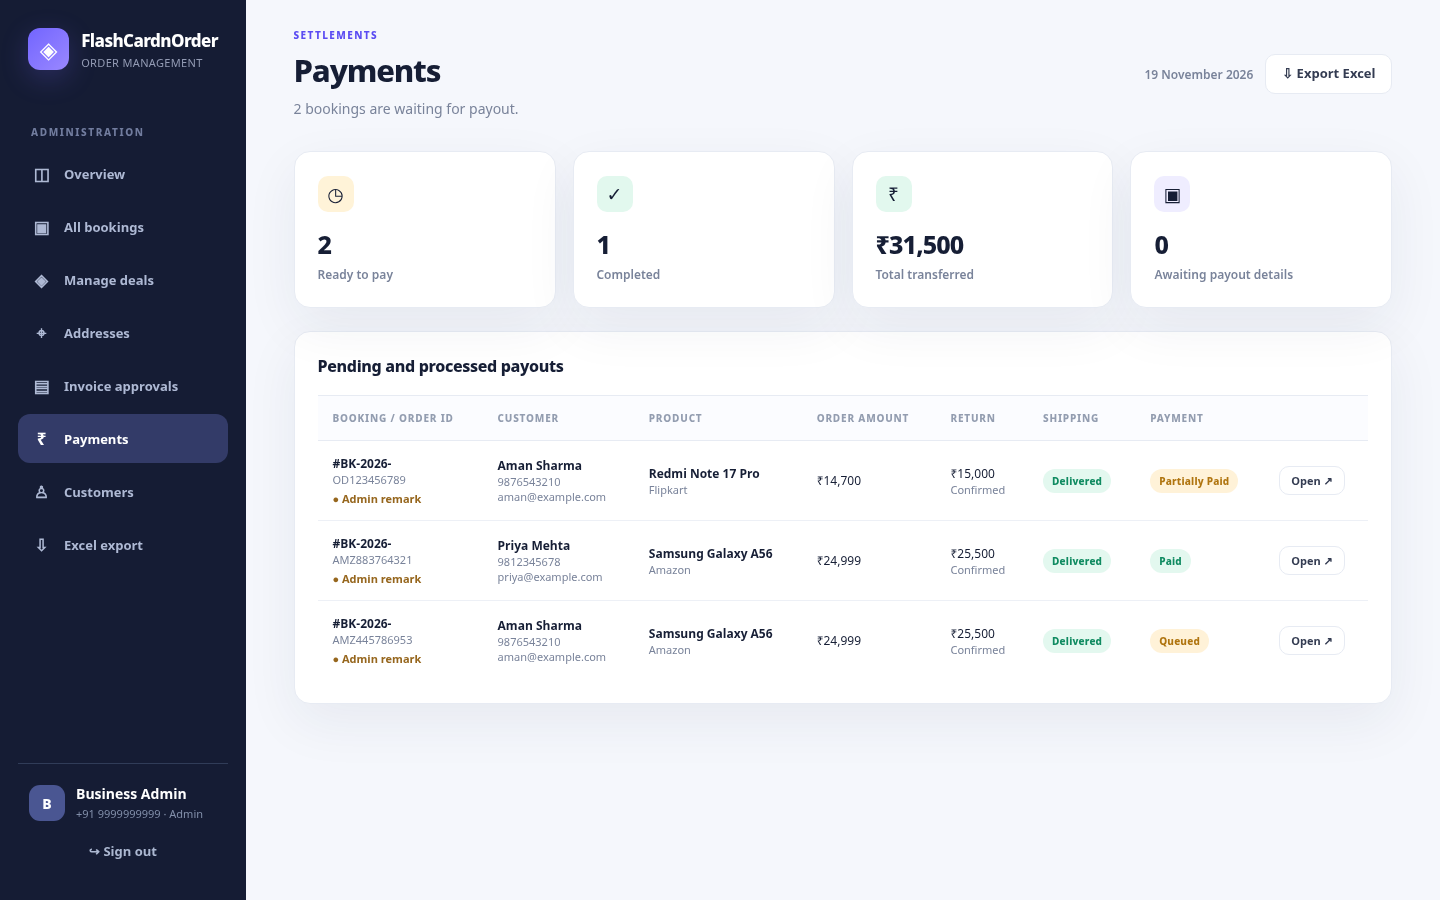 FlashCardnOrder
ORDER MANAGEMENT
ADMINISTRATION
Overview
All bookings
Manage deals
Addresses
Invoice approvals
₹ Payments
Customers
Excel export
B
Business Admin
+91 9999999999 · Admin
↪ Sign out
SETTLEMENTS
Payments
2 bookings are waiting for payout.
19 November 2026
⇩ Export Excel
2
Ready to pay
✓
1
Completed
₹
₹31,500
Total transferred
0
Awaiting payout details
Pending and processed payouts
BOOKING / ORDER ID CUSTOMER PRODUCT ORDER AMOUNT RETURN SHIPPING PAYMENT
#BK-2026-
OD123456789
● Admin remark
Aman Sharma
9876543210
aman@example.com
Redmi Note 17 Pro
Flipkart
₹14,700
₹15,000
Confirmed
Delivered
Partially Paid
Open ↗
#BK-2026-
AMZ883764321
● Admin remark
Priya Mehta
9812345678
priya@example.com
Samsung Galaxy A56
Amazon
₹24,999
₹25,500
Confirmed
Delivered
Paid
Open ↗
#BK-2026-
AMZ445786953
● Admin remark
Aman Sharma
9876543210
aman@example.com
Samsung Galaxy A56
Amazon
₹24,999
₹25,500
Confirmed
Delivered
Queued
Open ↗